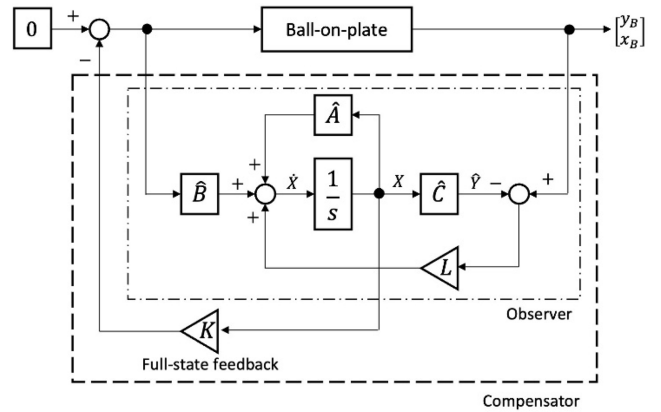 0
+
−
Ball-on-plate
y_B
x_B
Â
+
B̂
+
+
Ẋ
1
s
X
Ĉ
Ŷ
−
+
L
Observer
K
Full-state feedback
Compensator